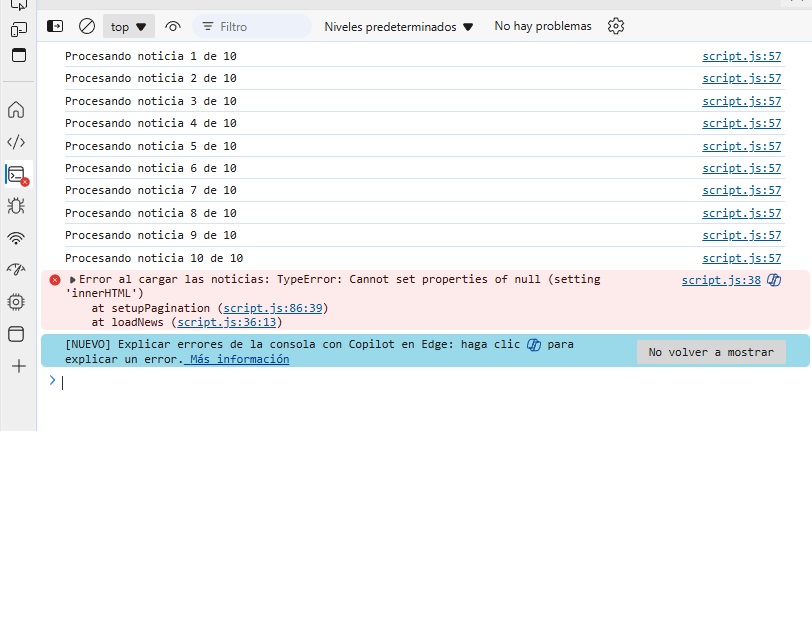 top Filtro Niveles predeterminados No hay problemas
Procesando noticia 1 de 10 script.js:57
Procesando noticia 2 de 10 script.js:57
Procesando noticia 3 de 10 script.js:57
Procesando noticia 4 de 10 script.js:57
Procesando noticia 5 de 10 script.js:57
Procesando noticia 6 de 10 script.js:57
Procesando noticia 7 de 10 script.js:57
Procesando noticia 8 de 10 script.js:57
Procesando noticia 9 de 10 script.js:57
Procesando noticia 10 de 10 script.js:57
Error al cargar las noticias: TypeError: Cannot set properties of null (setting script.js:38
'innerHTML')
at setupPagination (script.js:86:39)
at loadNews (script.js:36:13)
[NUEVO] Explicar errores de la consola con Copilot en Edge: haga clic para
explicar un error. Más información
No volver a mostrar